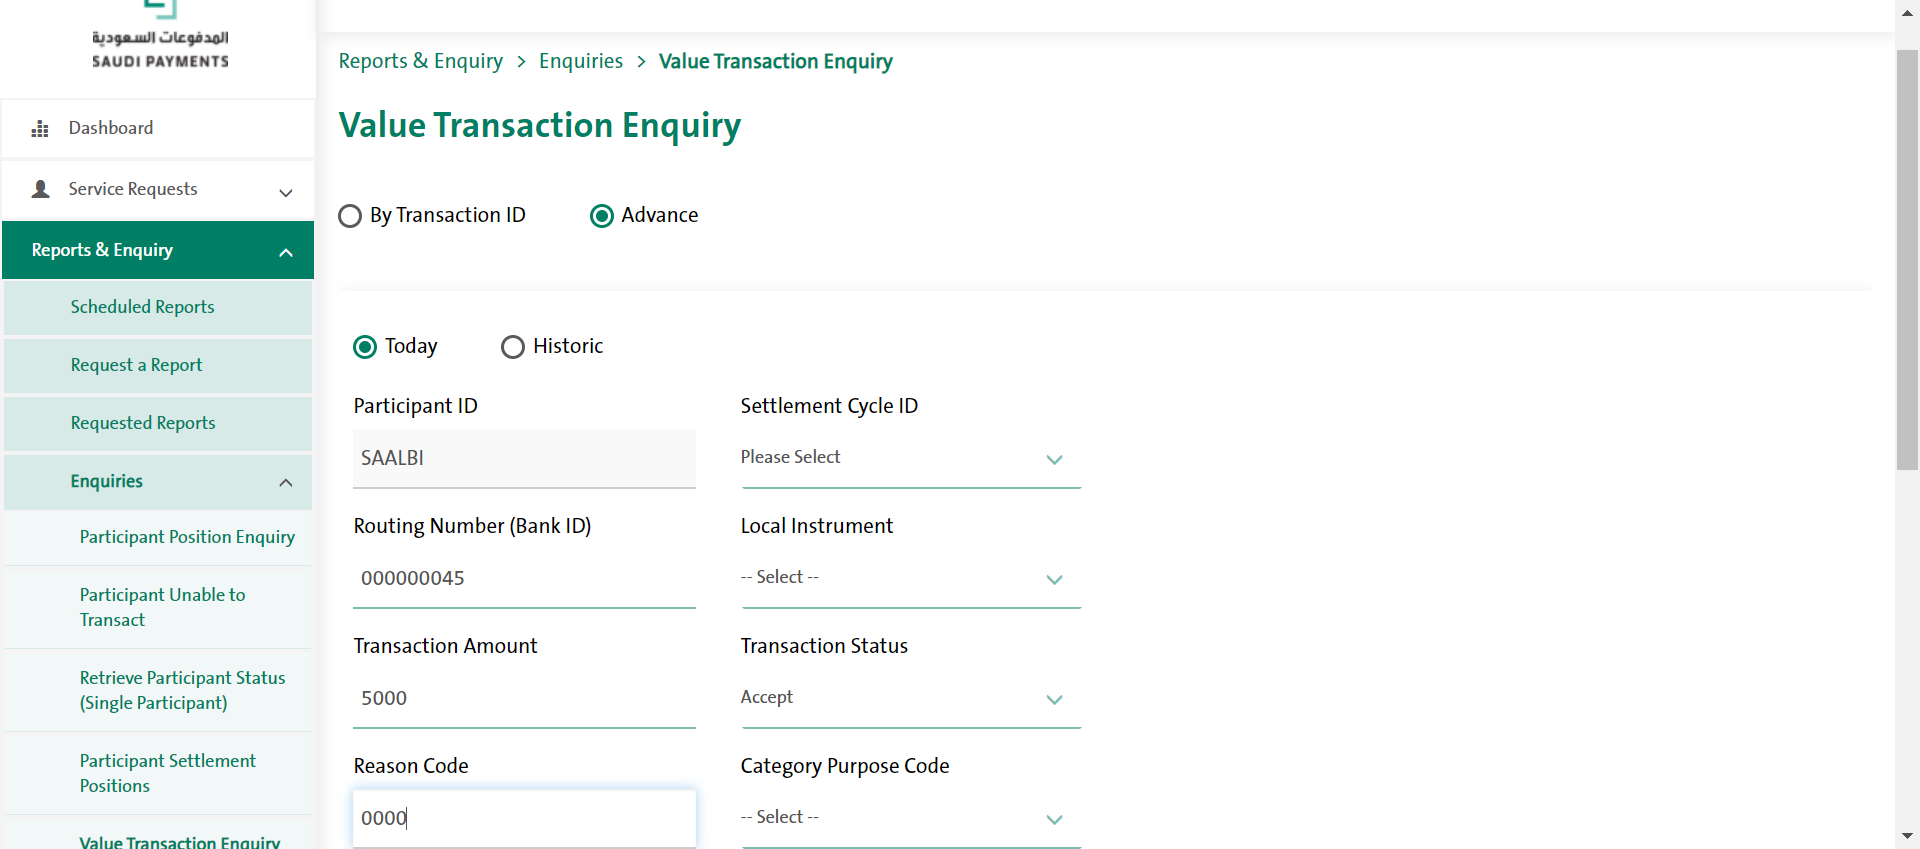 المدفوعات السعودية
SAUDI PAYMENTS
Dashboard
Service Requests
Reports & Enquiry
Scheduled Reports
Request a Report
Requested Reports
Enquiries
Participant Position Enquiry
Participant Unable to
Transact
Retrieve Participant Status
(Single Participant)
Participant Settlement
Positions
Value Transaction Enquiry
Reports & Enquiry > Enquiries > Value Transaction Enquiry
Value Transaction Enquiry
By Transaction ID Advance
Today Historic
Participant ID Settlement Cycle ID
SAALBI Please Select
Routing Number (Bank ID) Local Instrument
000000045 -- Select --
Transaction Amount Transaction Status
5000 Accept
Reason Code Category Purpose Code
0000 -- Select --